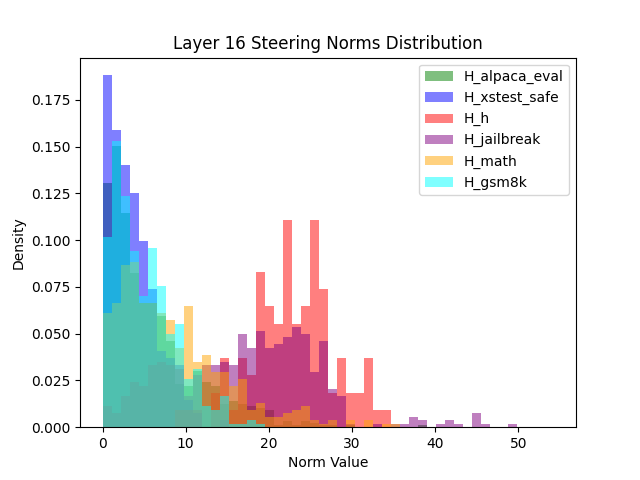 Layer 16 Steering Norms Distribution
H_alpaca_eval
H_xstest_safe
H_h
H_jailbreak
H_math
H_gsm8k
Density
0.175
0.150
0.125
0.100
0.075
0.050
0.025
0.000
0 10 20 30 40 50
Norm Value